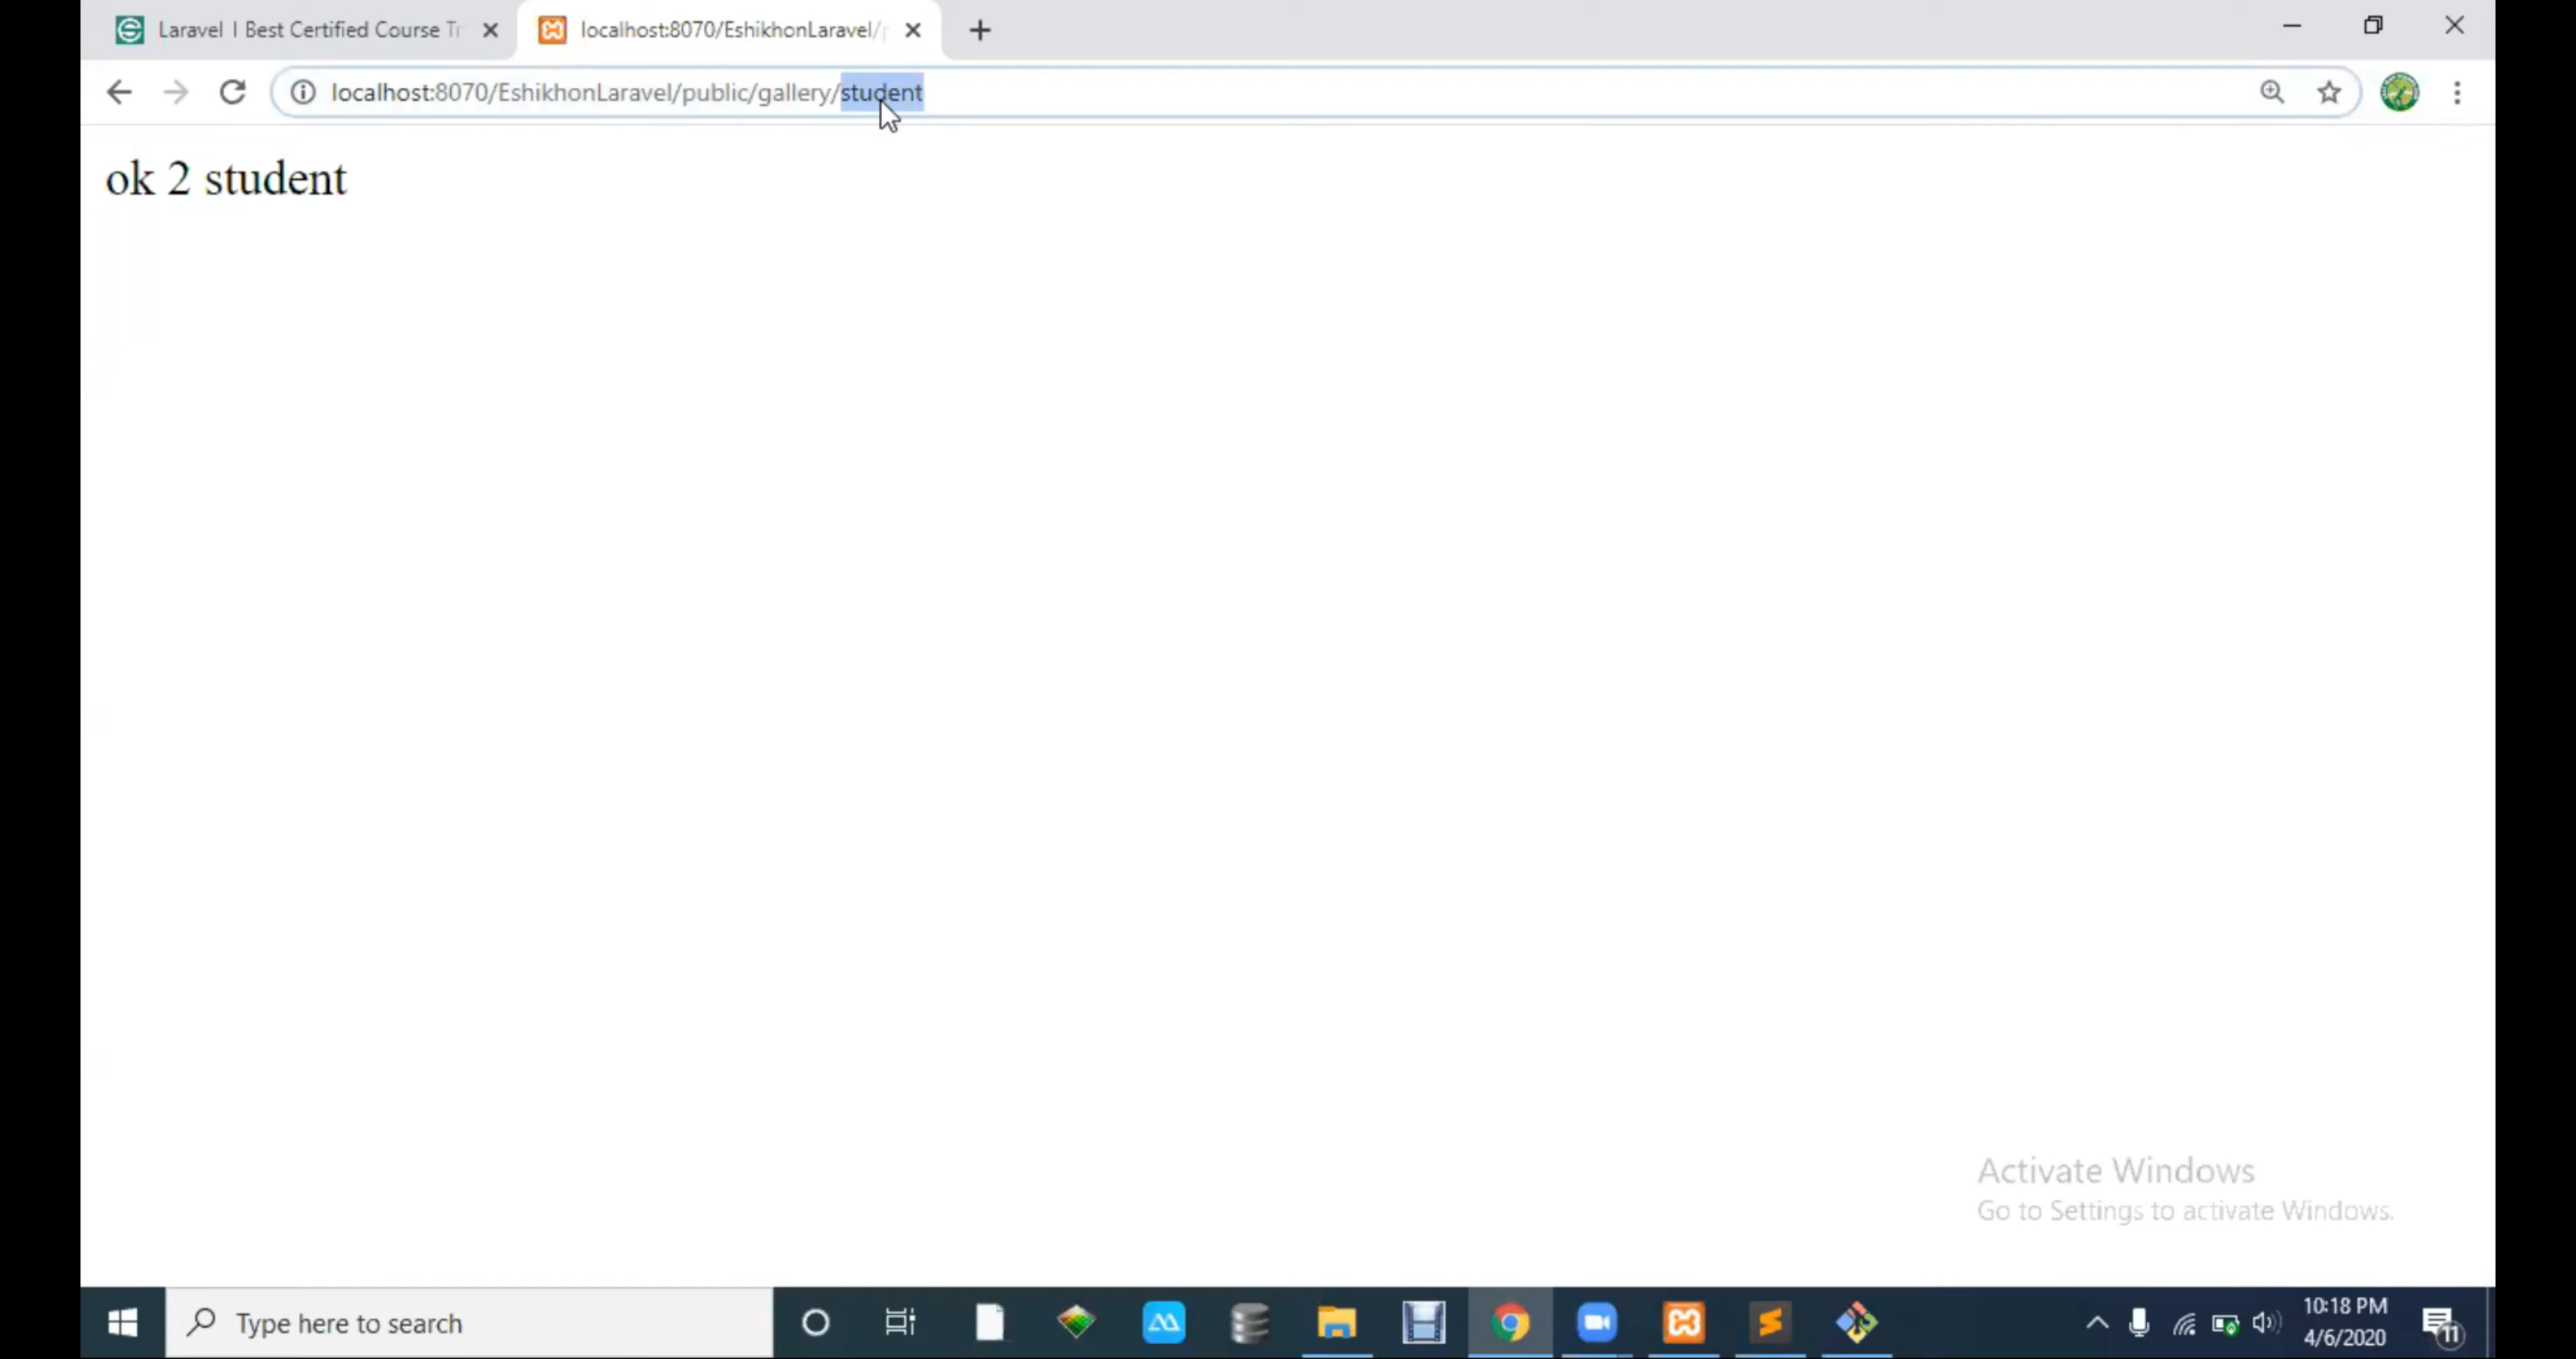 Laravel I Best Certified Course Tr
localhost:8070/EshikhonLaravel/p
localhost:8070/EshikhonLaravel/public/gallery/student
ok 2 student
Activate Windows
Go to Settings to activate Windows.
Type here to search
10:18 PM
4/6/2020
11